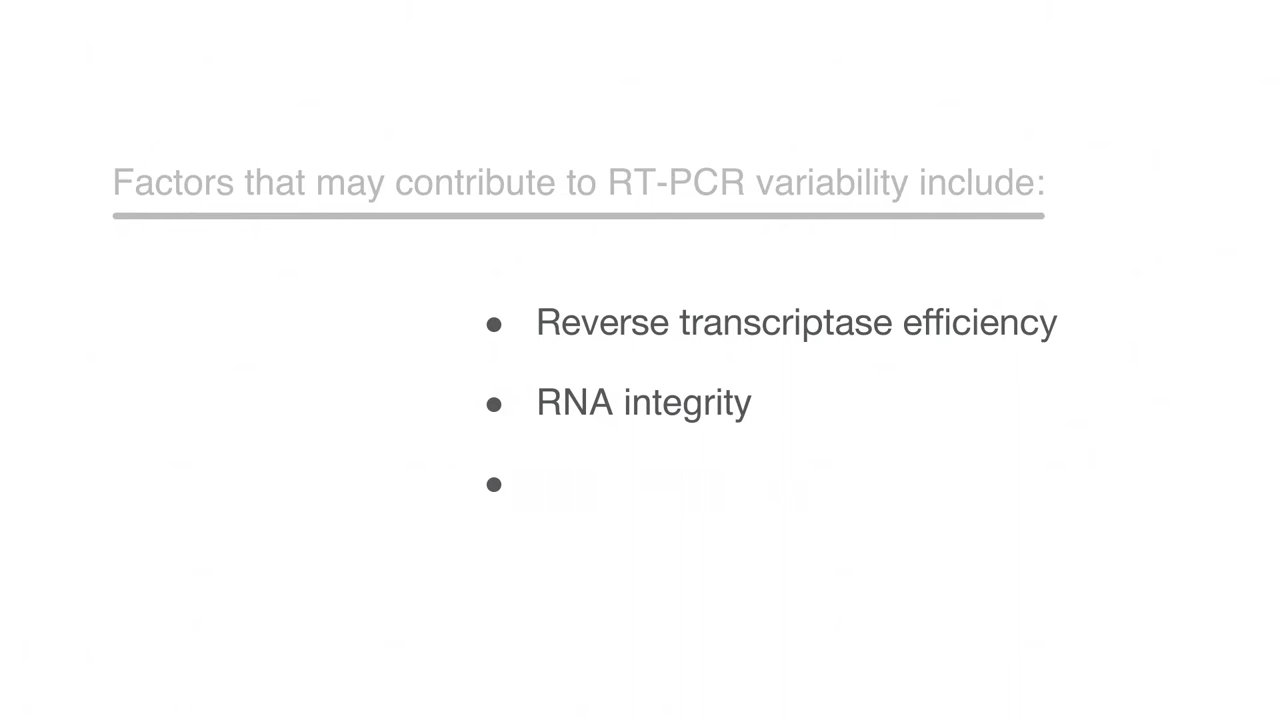 Factors that may contribute to RT-PCR variability include:
● Reverse transcriptase efficiency
● RNA integrity
●